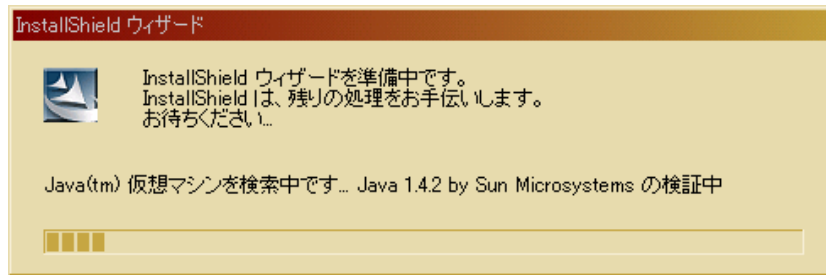 InstallShield ウィザード
InstallShield ウィザードを準備中です。
InstallShield は、残りの処理をお手伝いします。
お待ちください...
Java(tm) 仮想マシンを検索中です... Java 1.4.2 by Sun Microsystems の検証中